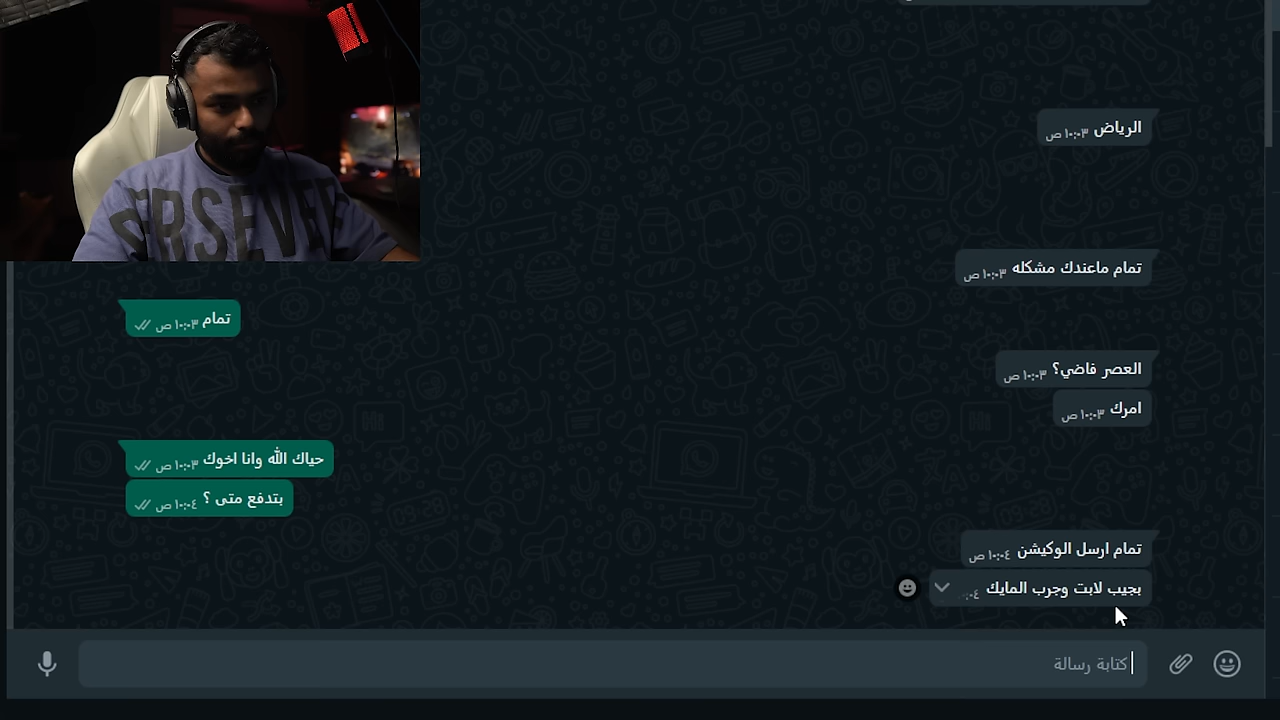 الرياض ١٠:٠٣ ص
تمام ماعندك مشكله ١٠:٠٣ ص
تمام ١٠:٠٣ ص
العصر فاضي؟ ١٠:٠٣ ص
امرك ١٠:٠٣ ص
حياك الله وانا اخوك ١٠:٠٣ ص
بتدفع متى ؟ ١٠:٠٤ ص
تمام ارسل الوكيشن ١٠:٠٤ ص
بجيب لابت وجرب المايك
كتابة رسالة